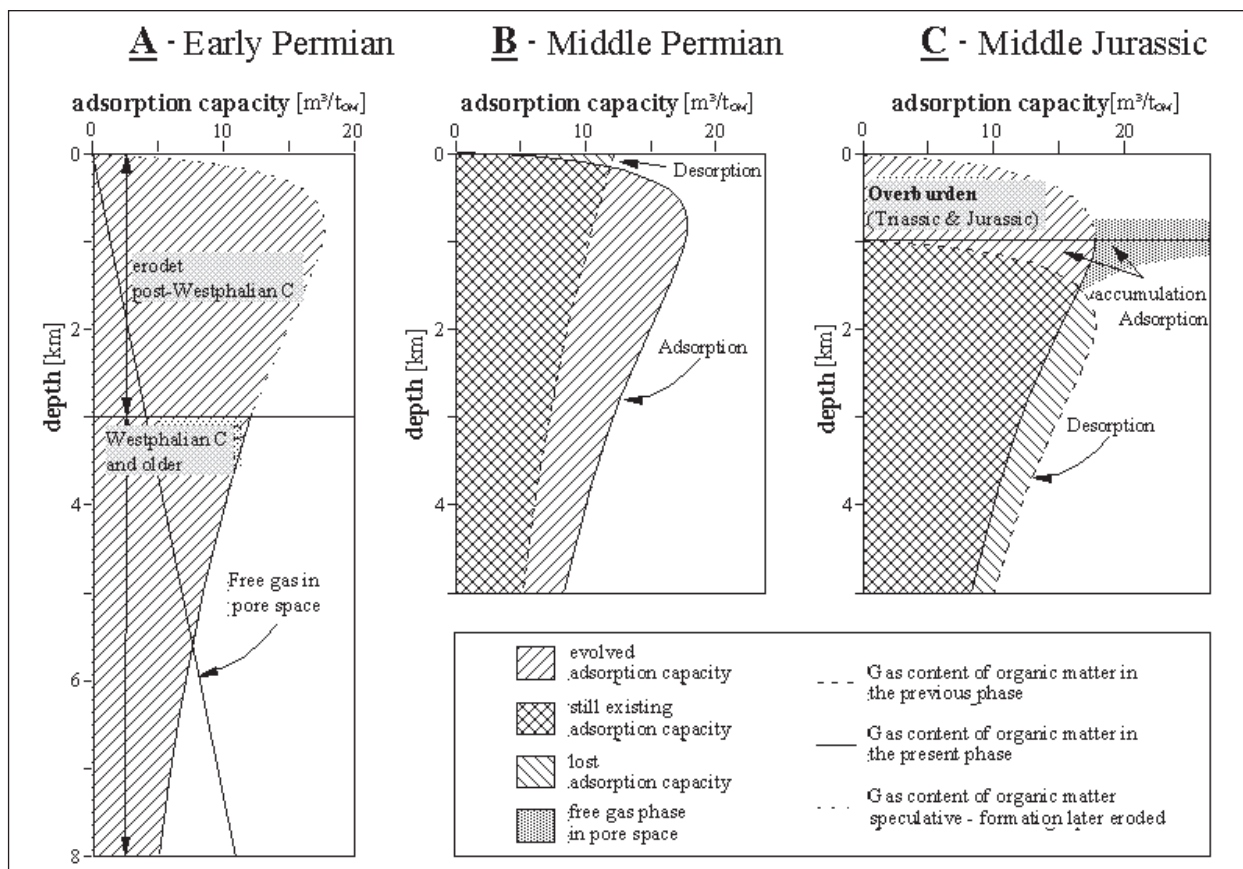 A - Early Permian
adsorption capacity [m³/tOM]
0 10 20
0
2
4
6
8
depth [km]
erodet
post-Westphalian C
Westphalian C
and older
Free gas in
pore space
B - Middle Permian
adsorption capacity [m³/tOM]
0 10 20
0
2
4
depth [km]
Desorption
Adsorption
C - Middle Jurassic
adsorption capacity[m³/tOM]
0 10 20
0
2
4
depth [km]
Overburden
(Triassic & Jurassic)
accumulation
Adsorption
Desorption
evolved
adsorption capacity
still existing
adsorption capacity
lost
adsorption capacity
free gas phase
in pore space
Gas content of organic matter in
the previous phase
Gas content of organic matter in
the present phase
Gas content of organic matter
speculative - formation later eroded